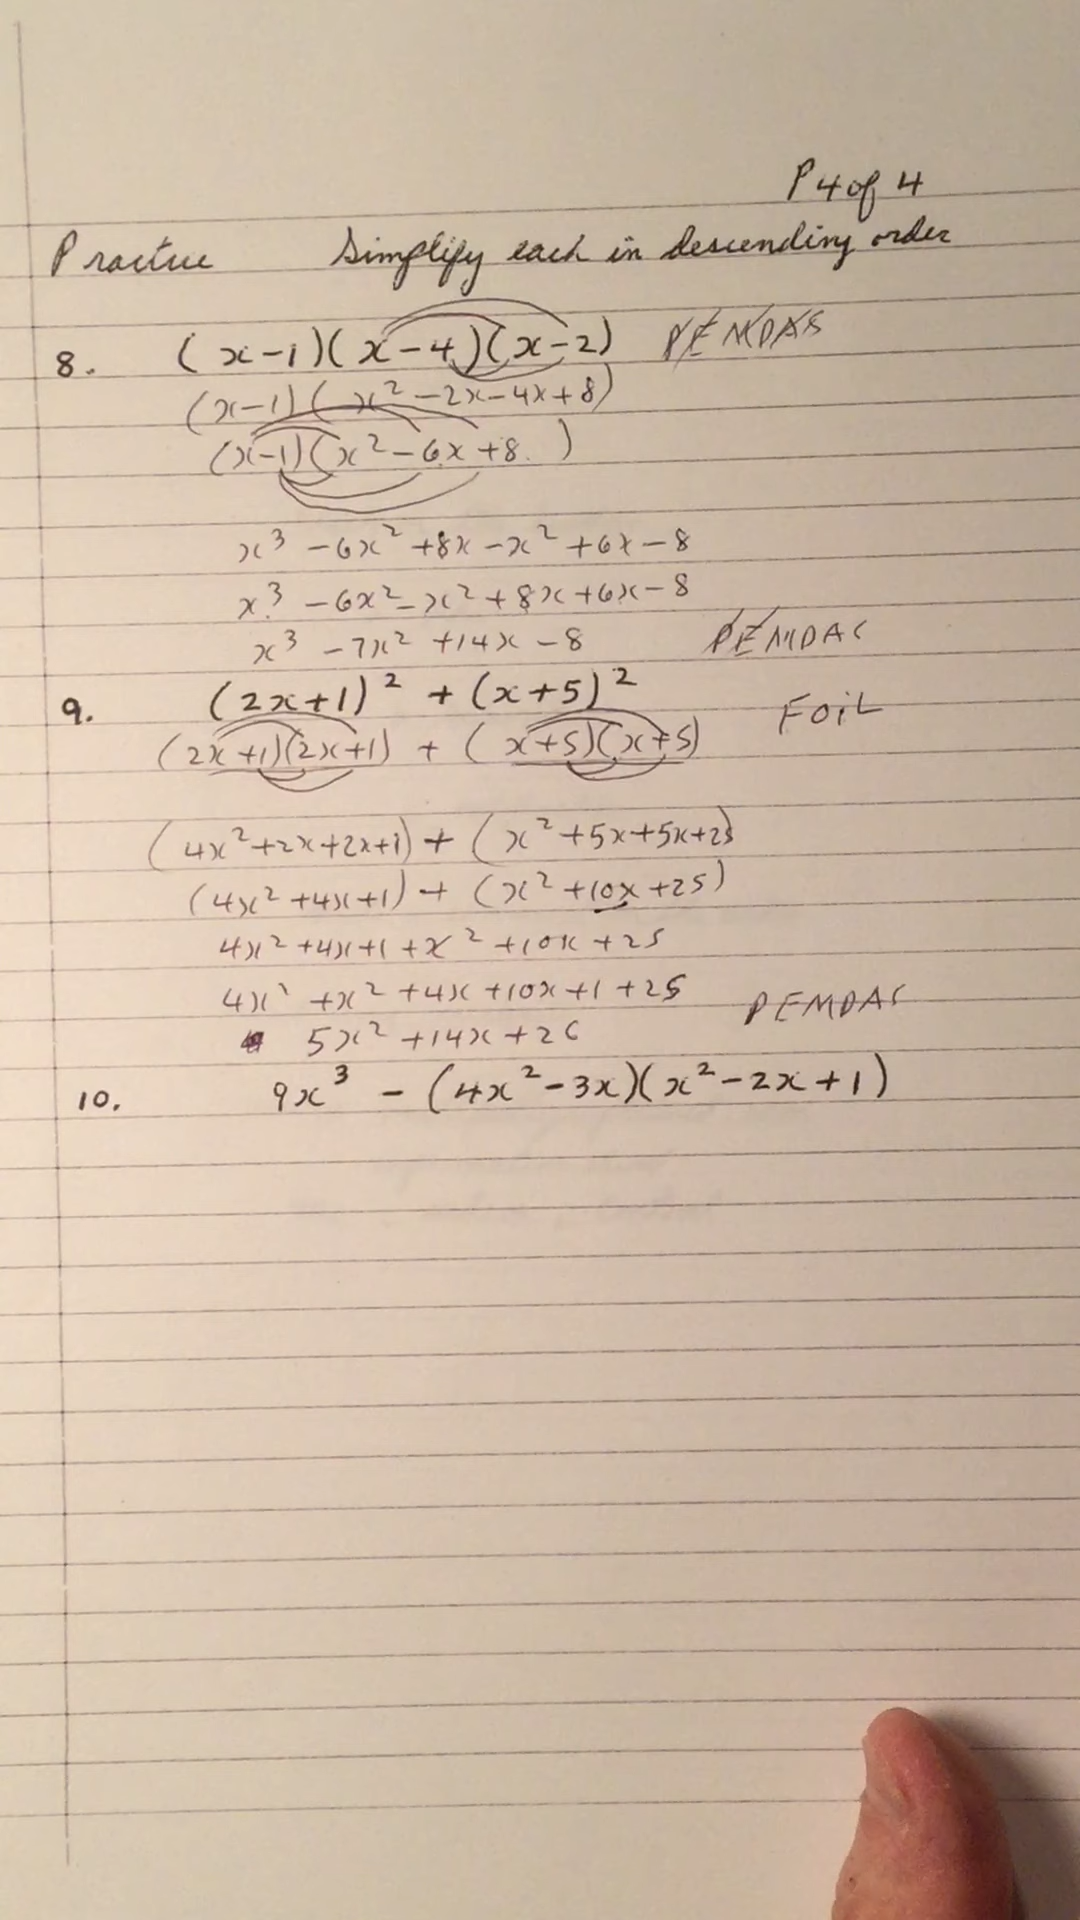 P 4 of 4
Practice Simplify each in descending order
8. (x-1)(x-4)(x-2) PEMDAS
(x-1)(x²-2x-4x+8)
(x-1)(x²-6x+8)
x³-6x²+8x-x²+6x-8
x³-6x²-x²+8x+6x-8
x³-7x²+14x-8 PEMDAS
9. (2x+1)² + (x+5)² FOIL
(2x+1)(2x+1) + (x+5)(x+5)
(4x²+2x+2x+1) + (x²+5x+5x+25
(4x²+4x+1) + (x²+10x+25)
4x²+4x+1+x²+10x+25
4x²+x²+4x+10x+1+25 PEMDAS
5x²+14x+26
10. 9x³ - (4x²-3x)(x²-2x+1)